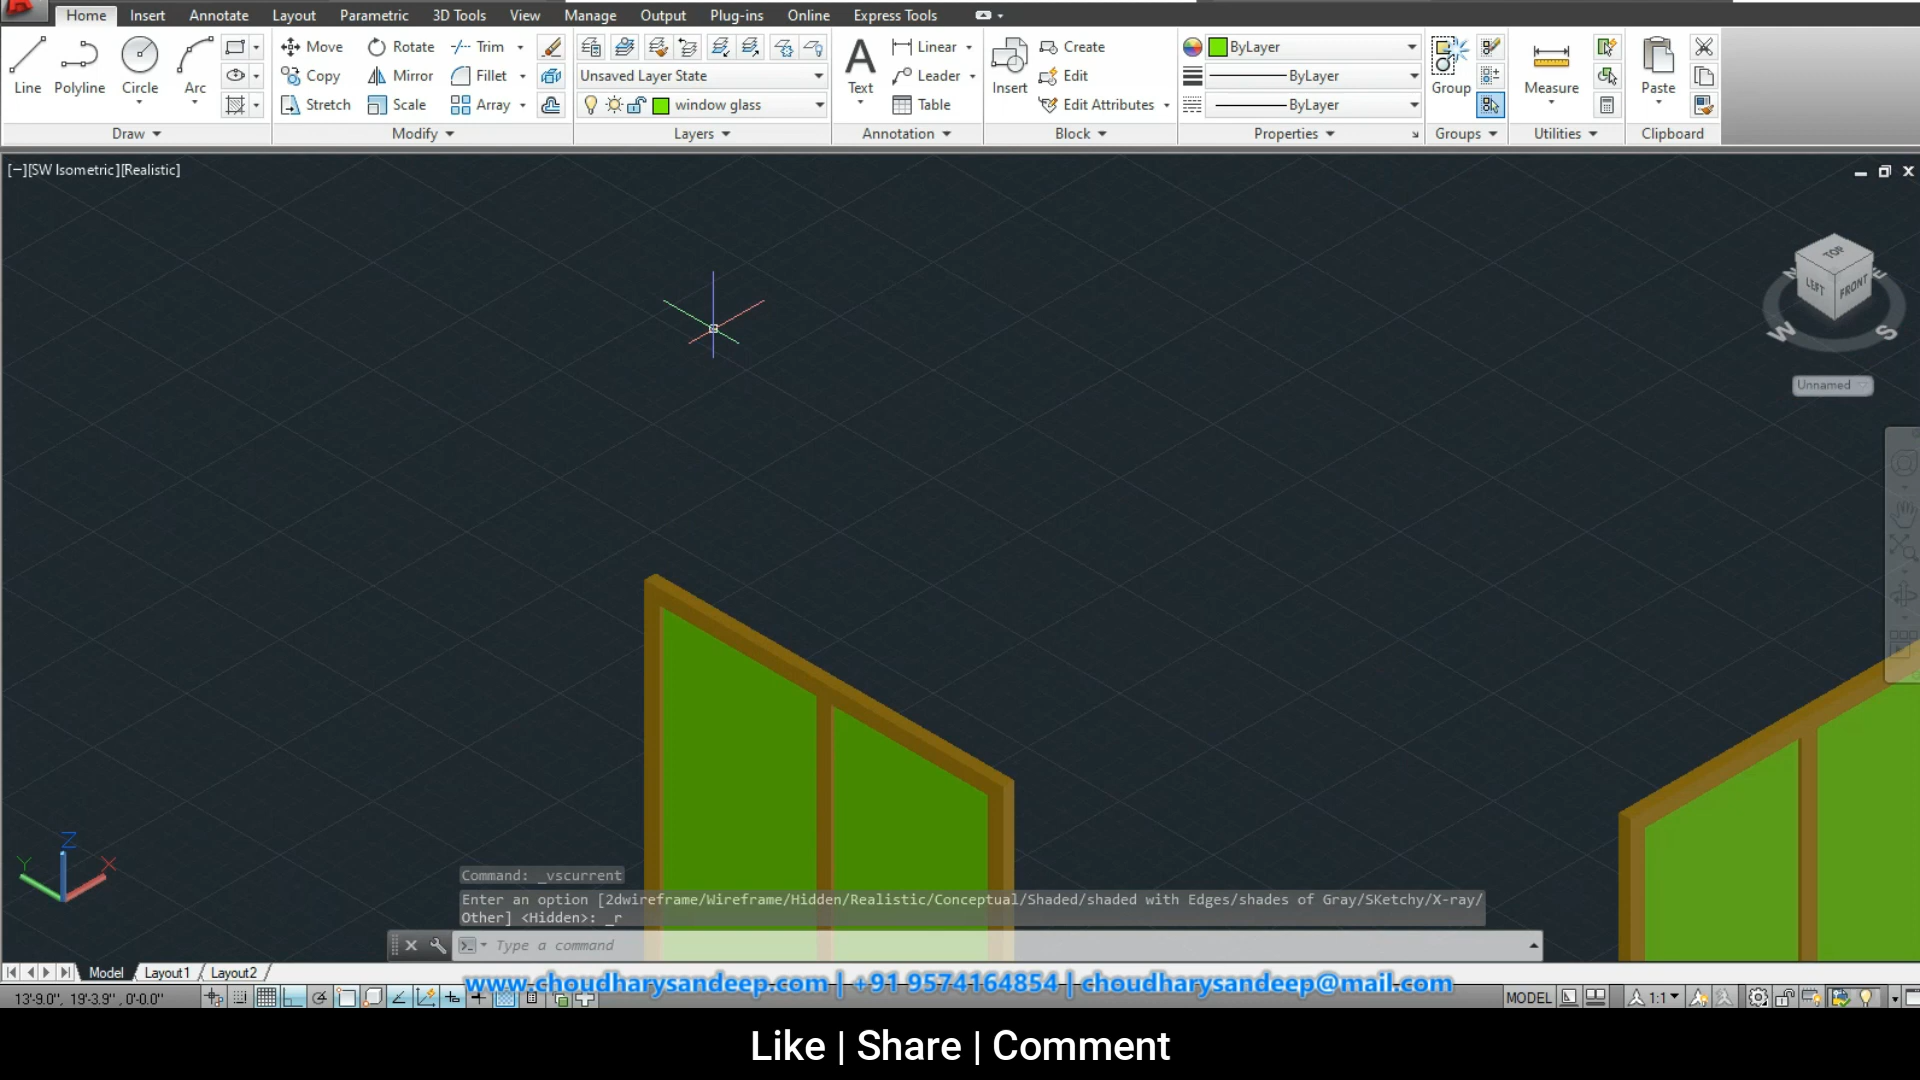 Home Insert Annotate Layout Parametric 3D Tools View Manage Output Plug-ins Online Express Tools
Line Polyline Circle Arc
Move Rotate Trim
Copy Mirror Fillet
Stretch Scale Array
Unsaved Layer State
window glass
Text Linear
Leader
Table
Insert Create
Edit
Edit Attributes
ByLayer
ByLayer
ByLayer
Group Measure Paste
Draw Modify Layers Annotation Block Properties Groups Utilities Clipboard
[−][SW Isometric][Realistic]
TOP
LEFT FRONT
N E
W S
Unnamed
Z
Y X
Command: _vscurrent
Enter an option [2dwireframe/Wireframe/Hidden/Realistic/Conceptual/Shaded/shaded with Edges/shades of Gray/SKetchy/X-ray/
Other] <Hidden>: _r
Type a command
Model Layout1 Layout2
www.choudharysandeep.com | +91 9574164854 | choudharysandeep@mail.com
13'-9.0", 19'-3.9", 0'-0.0" MODEL 1:1
Like | Share | Comment